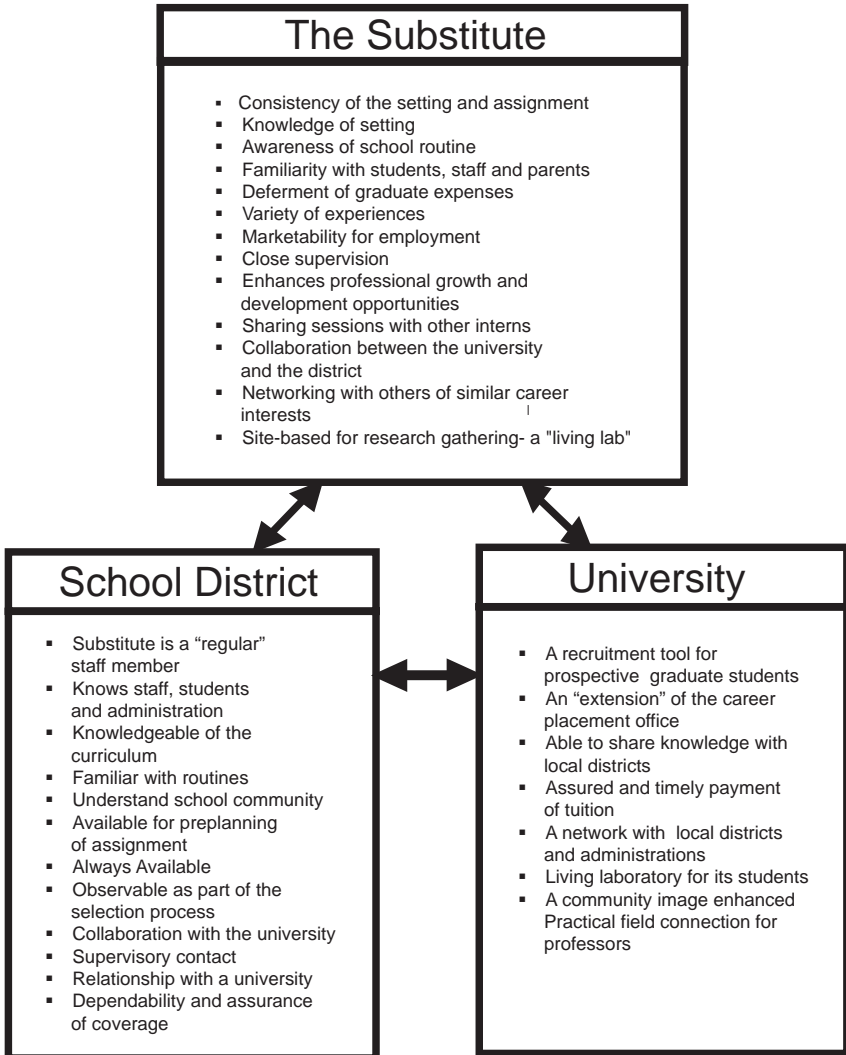 The Substitute
▪ Consistency of the setting and assignment
▪ Knowledge of setting
▪ Awareness of school routine
▪ Familiarity with students, staff and parents
▪ Deferment of graduate expenses
▪ Variety of experiences
▪ Marketability for employment
▪ Close supervision
▪ Enhances professional growth and
development opportunities
▪ Sharing sessions with other interns
▪ Collaboration between the university
and the district
▪ Networking with others of similar career
interests
▪ Site-based for research gathering- a "living lab"
School District
▪ Substitute is a “regular”
staff member
▪ Knows staff, students
and administration
▪ Knowledgeable of the
curriculum
▪ Familiar with routines
▪ Understand school community
▪ Available for preplanning
of assignment
▪ Always Available
▪ Observable as part of the
selection process
▪ Collaboration with the university
▪ Supervisory contact
▪ Relationship with a university
▪ Dependability and assurance
of coverage
University
▪ A recruitment tool for
prospective graduate students
▪ An “extension” of the career
placement office
▪ Able to share knowledge with
local districts
▪ Assured and timely payment
of tuition
▪ A network with local districts
and administrations
▪ Living laboratory for its students
▪ A community image enhanced
Practical field connection for
professors